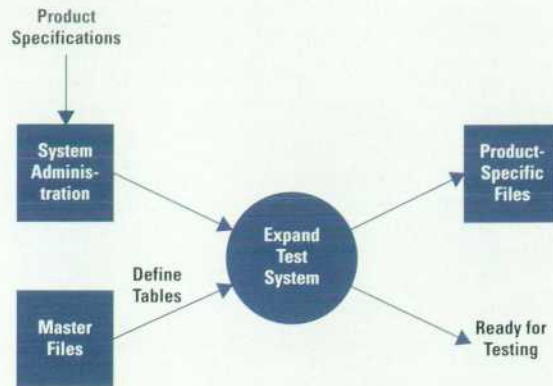 Product
Specifications
System
Adminis-
tration
Product-
Specific
Files
Expand
Test
System
Define
Tables
Master
Files
Ready for
Testing